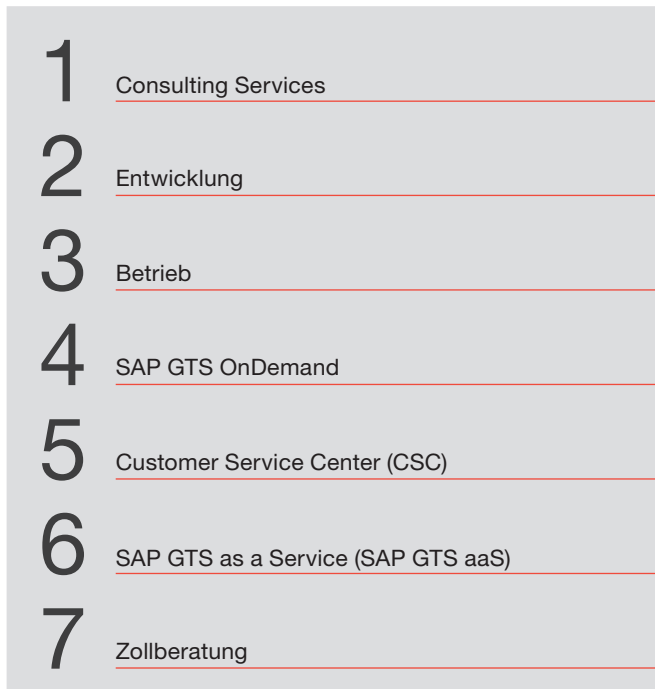 1 Consulting Services
2 Entwicklung
3 Betrieb
4 SAP GTS OnDemand
5 Customer Service Center (CSC)
6 SAP GTS as a Service (SAP GTS aaS)
7 Zollberatung